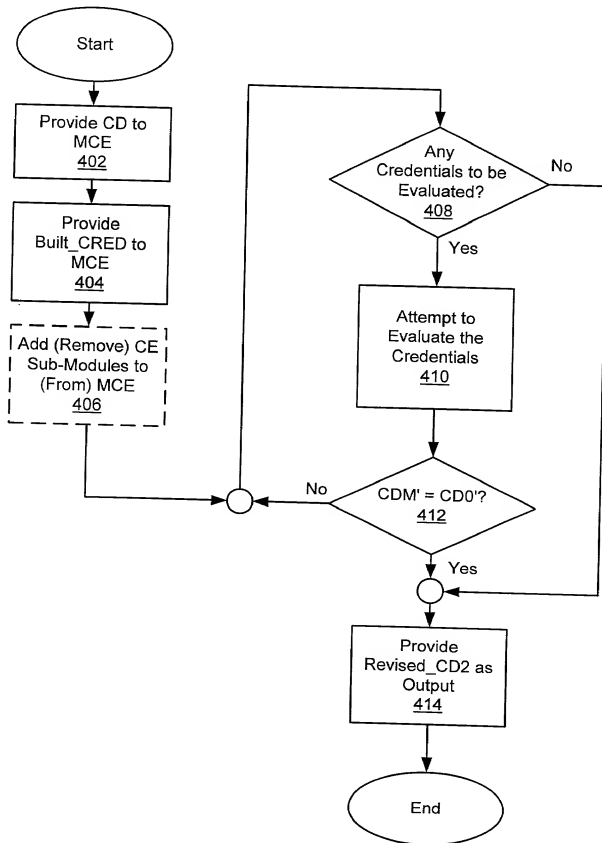 Start
Provide CD to
MCE
402
Provide
Built_CRED to
MCE
404
Add (Remove) CE
Sub-Modules to
(From) MCE
406
Any
Credentials to be
Evaluated?
408
No
Yes
Attempt to
Evaluate the
Credentials
410
No
CDM' = CD0'?
412
Yes
Provide
Revised_CD2 as
Output
414
End